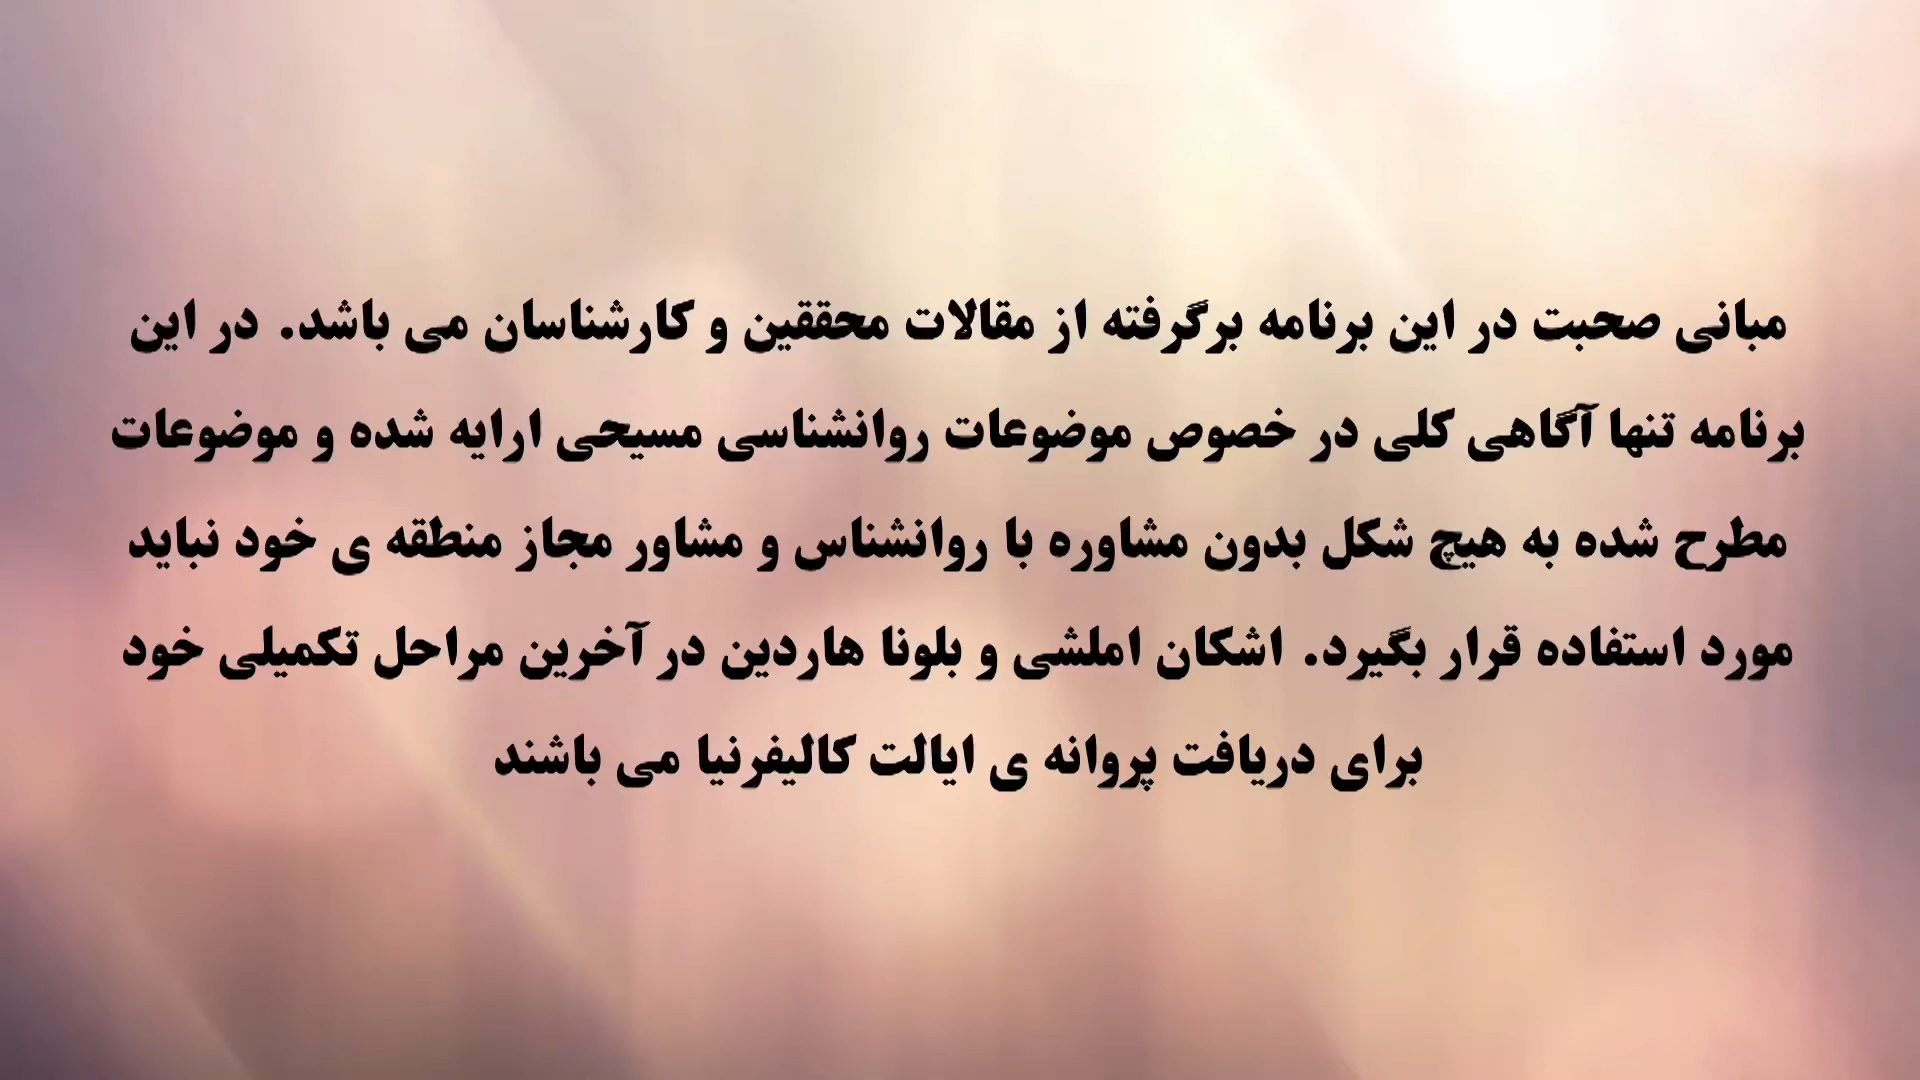 مبانی صحبت در این برنامه برگرفته از مقالات محققین و کارشناسان می باشد. در این
برنامه تنها آگاهی کلی در خصوص موضوعات روانشناسی مسیحی ارایه شده و موضوعات
مطرح شده به هیچ شکل بدون مشاوره با روانشناس و مشاور مجاز منطقه ی خود نباید
مورد استفاده قرار بگیرد. اشکان املشی و بلونا هاردین در آخرین مراحل تکمیلی خود
برای دریافت پروانه ی ایالت کالیفرنیا می باشند